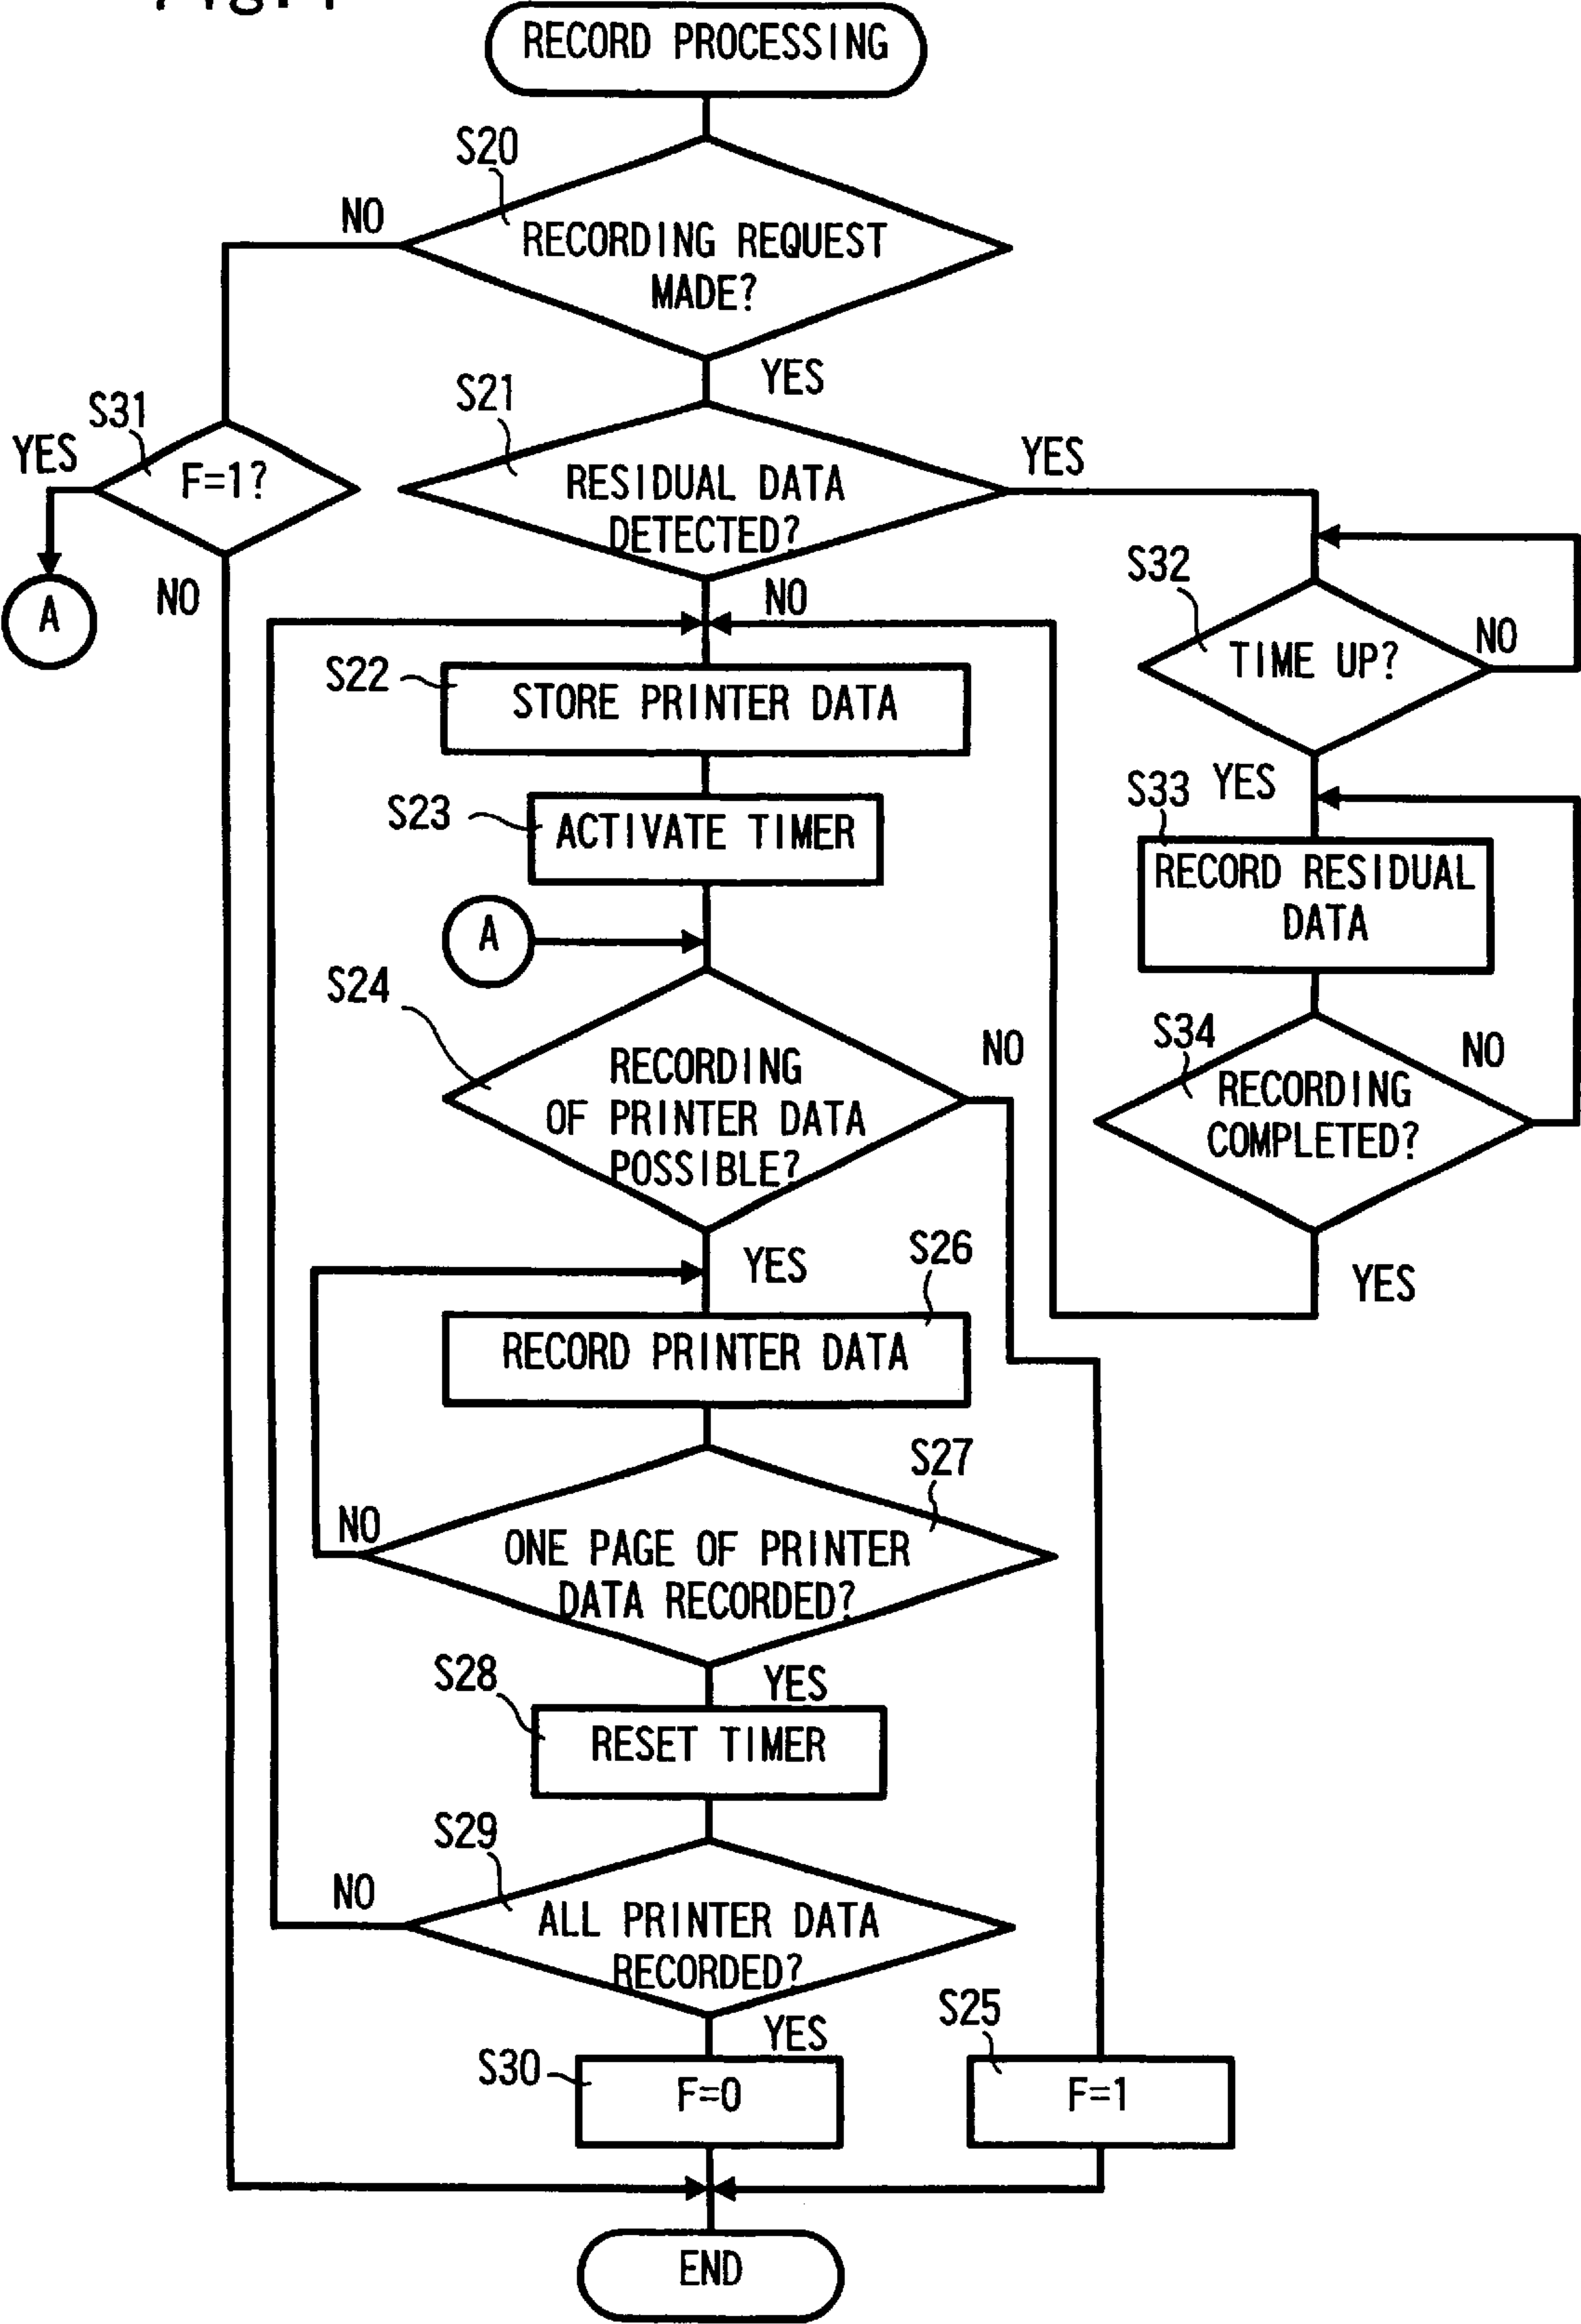 RECORD PROCESSING
S20
NO
RECORDING REQUEST
MADE?
YES
S21
S31
YES
F=1?
RESIDUAL DATA
DETECTED?
YES
A
NO
NO
S32
TIME UP?
NO
S22
STORE PRINTER DATA
S23
ACTIVATE TIMER
YES
S33
RECORD RESIDUAL
DATA
A
S24
RECORDING
OF PRINTER DATA
POSSIBLE?
NO
S34
RECORDING
COMPLETED?
NO
YES
YES
S26
RECORD PRINTER DATA
S27
NO
ONE PAGE OF PRINTER
DATA RECORDED?
YES
S28
RESET TIMER
S29
NO
ALL PRINTER DATA
RECORDED?
YES
S30
F=0
S25
F=1
END